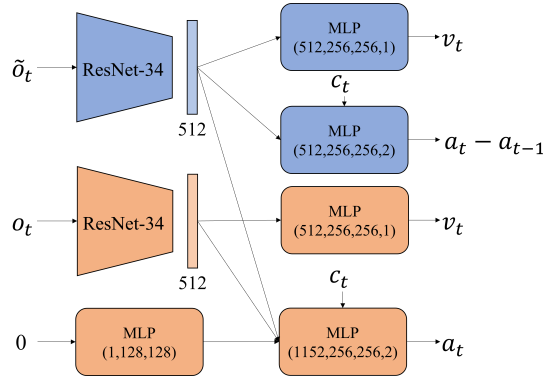 õ_t
ResNet-34
512
MLP
(512,256,256,1)
v_t
c_t
MLP
(512,256,256,2)
a_t − a_{t−1}
o_t
ResNet-34
512
MLP
(512,256,256,1)
v_t
0
MLP
(1,128,128)
c_t
MLP
(1152,256,256,2)
a_t